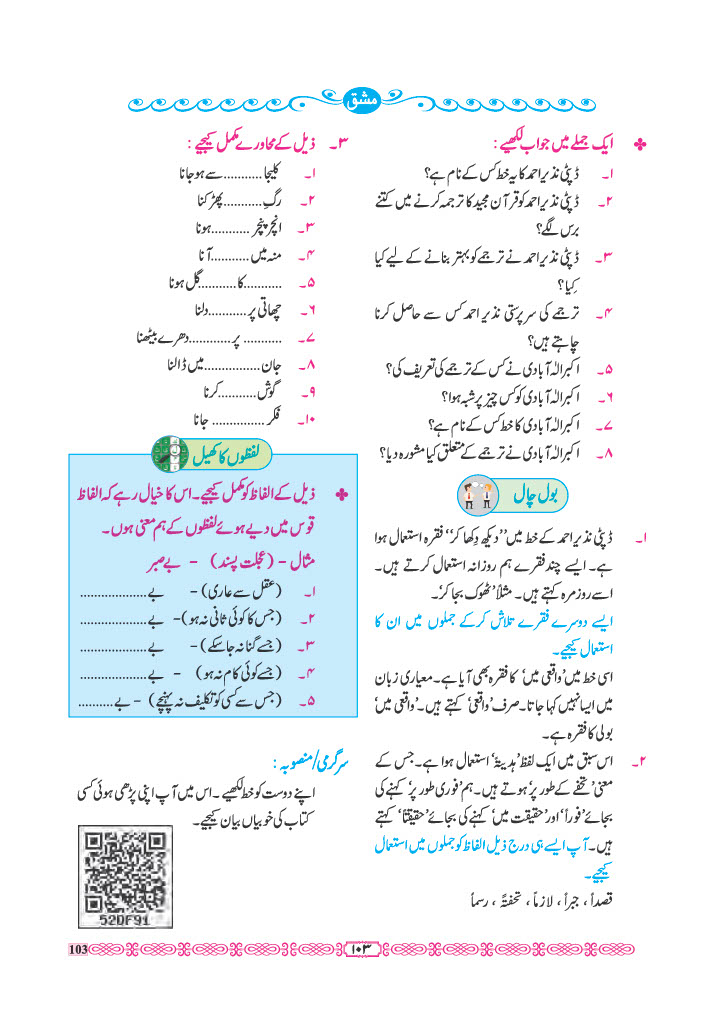 مشق
❖ ایک جملے میں جواب لکھیے :
۱۔ ڈپٹی نذیر احمد کا یہ خط کس کے نام ہے؟
۲۔ ڈپٹی نذیر احمد کو قرآن مجید کا ترجمہ کرنے میں کتنے
برس لگے؟
۳۔ ڈپٹی نذیر احمد نے ترجمے کو بہتر بنانے کے لیے کیا
کِیا؟
۴۔ ترجمے کی سرپرستی نذیر احمد کس سے حاصل کرنا
چاہتے ہیں؟
۵۔ اکبر الٰہ آبادی نے کس کے ترجمے کی تعریف کی؟
۶۔ اکبر الٰہ آبادی کو کس چیز پر شبہ ہوا؟
۷۔ اکبر الٰہ آبادی کا خط کس کے نام ہے؟
۸۔ اکبر الٰہ آبادی نے ترجمے کے متعلق کیا مشورہ دیا؟
بول چال
۱۔ ڈپٹی نذیر احمد کے خط میں ’’دیکھ دِکھا کر‘‘ فقرہ استعمال ہوا
ہے۔ ایسے چند فقرے ہم روزانہ استعمال کرتے ہیں۔
اسے روزمرہ کہتے ہیں۔ مثلاً ’ٹھوک بجا کر‘۔
ایسے دوسرے فقرے تلاش کرکے جملوں میں ان کا
استعمال کیجیے۔
اسی خط میں ’واقعی میں‘ کا فقرہ بھی آیا ہے۔ معیاری زبان
میں ایسا نہیں کہا جاتا۔ صرف ’واقعی‘ کہتے ہیں۔ ’واقعی میں‘
بولی کا فقرہ ہے۔
۲۔ اس سبق میں ایک لفظ ’ہدیتہً‘ استعمال ہوا ہے۔ جس کے
معنی ’تحفے کے طور پر‘ ہوتے ہیں۔ ہم ’فوری طور پر‘ کہنے کی
بجائے ’فوراً‘ اور ’حقیقت میں‘ کہنے کی بجائے ’حقیقتاً‘ کہتے
ہیں۔ آپ ایسے ہی درج ذیل الفاظ کو جملوں میں استعمال
کیجیے۔
قصداً ، جبراً ، لازماً ، تحفتہً ، رسماً
۳۔ ذیل کے محاورے مکمل کیجیے :
۱۔ کلیجا ........... سے ہوجانا
۲۔ رگِ ........... پھڑکنا
۳۔ انجر پنجر ........... ہونا
۴۔ منہ میں ........... آنا
۵۔ ........... کا ........... گل ہونا
۶۔ چھاتی پر ........... دلنا
۷۔ ........... پر ........... دھرے بیٹھنا
۸۔ جان ............... میں ڈالنا
۹۔ گوش ........... کرنا
۱۰۔ فکر ............... جانا
لفظوں کا کھیل
❖ ذیل کے الفاظ کو مکمل کیجیے۔ اس کا خیال رہے کہ الفاظ
قوس میں دیے ہوئے لفظوں کے ہم معنی ہوں۔
مثال - (عجلت پسند) - بے صبر
۱۔ (عقل سے عاری) - بے...................
۲۔ (جس کا کوئی ثانی نہ ہو) - بے...................
۳۔ (جسے گنا نہ جاسکے) - بے...................
۴۔ (جسے کوئی کام نہ ہو) - بے...................
۵۔ (جس سے کسی کو تکلیف نہ پہنچے) - بے..........
سرگرمی/منصوبہ :
اپنے دوست کو خط لکھیے۔ اس میں آپ اپنی پڑھی ہوئی کسی
کتاب کی خوبیاں بیان کیجیے۔
52DF91
103
۱۰۳